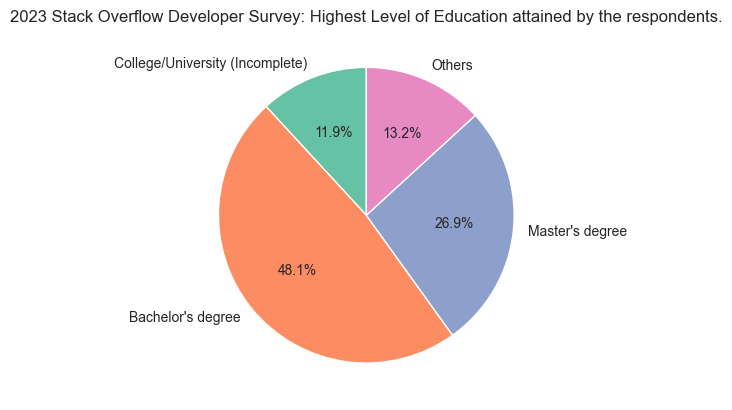 2023 Stack Overflow Developer Survey: Highest Level of Education attained by the respondents.
College/University (Incomplete)
Others
11.9%
13.2%
26.9%
Master's degree
48.1%
Bachelor's degree